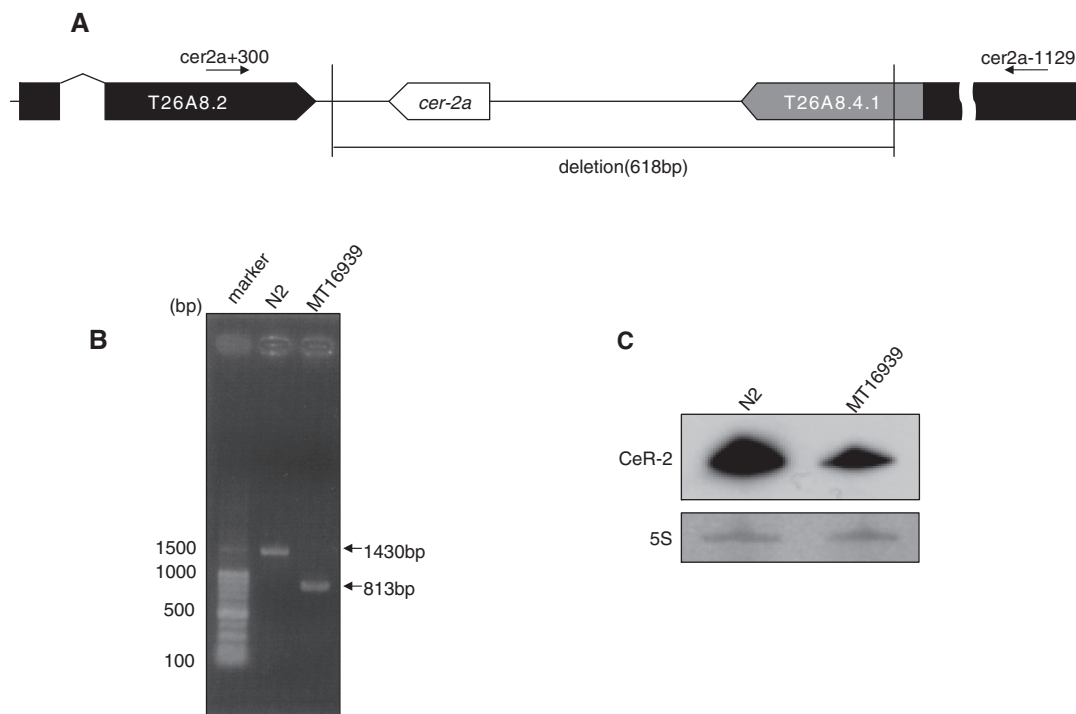 A
cer2a+300
cer2a-1129
T26A8.2
cer-2a
T26A8.4.1
deletion(618bp)
B
(bp)
marker
N2
MT16939
1500
1430bp
1000
813bp
500
100
C
N2
MT16939
CeR-2
5S